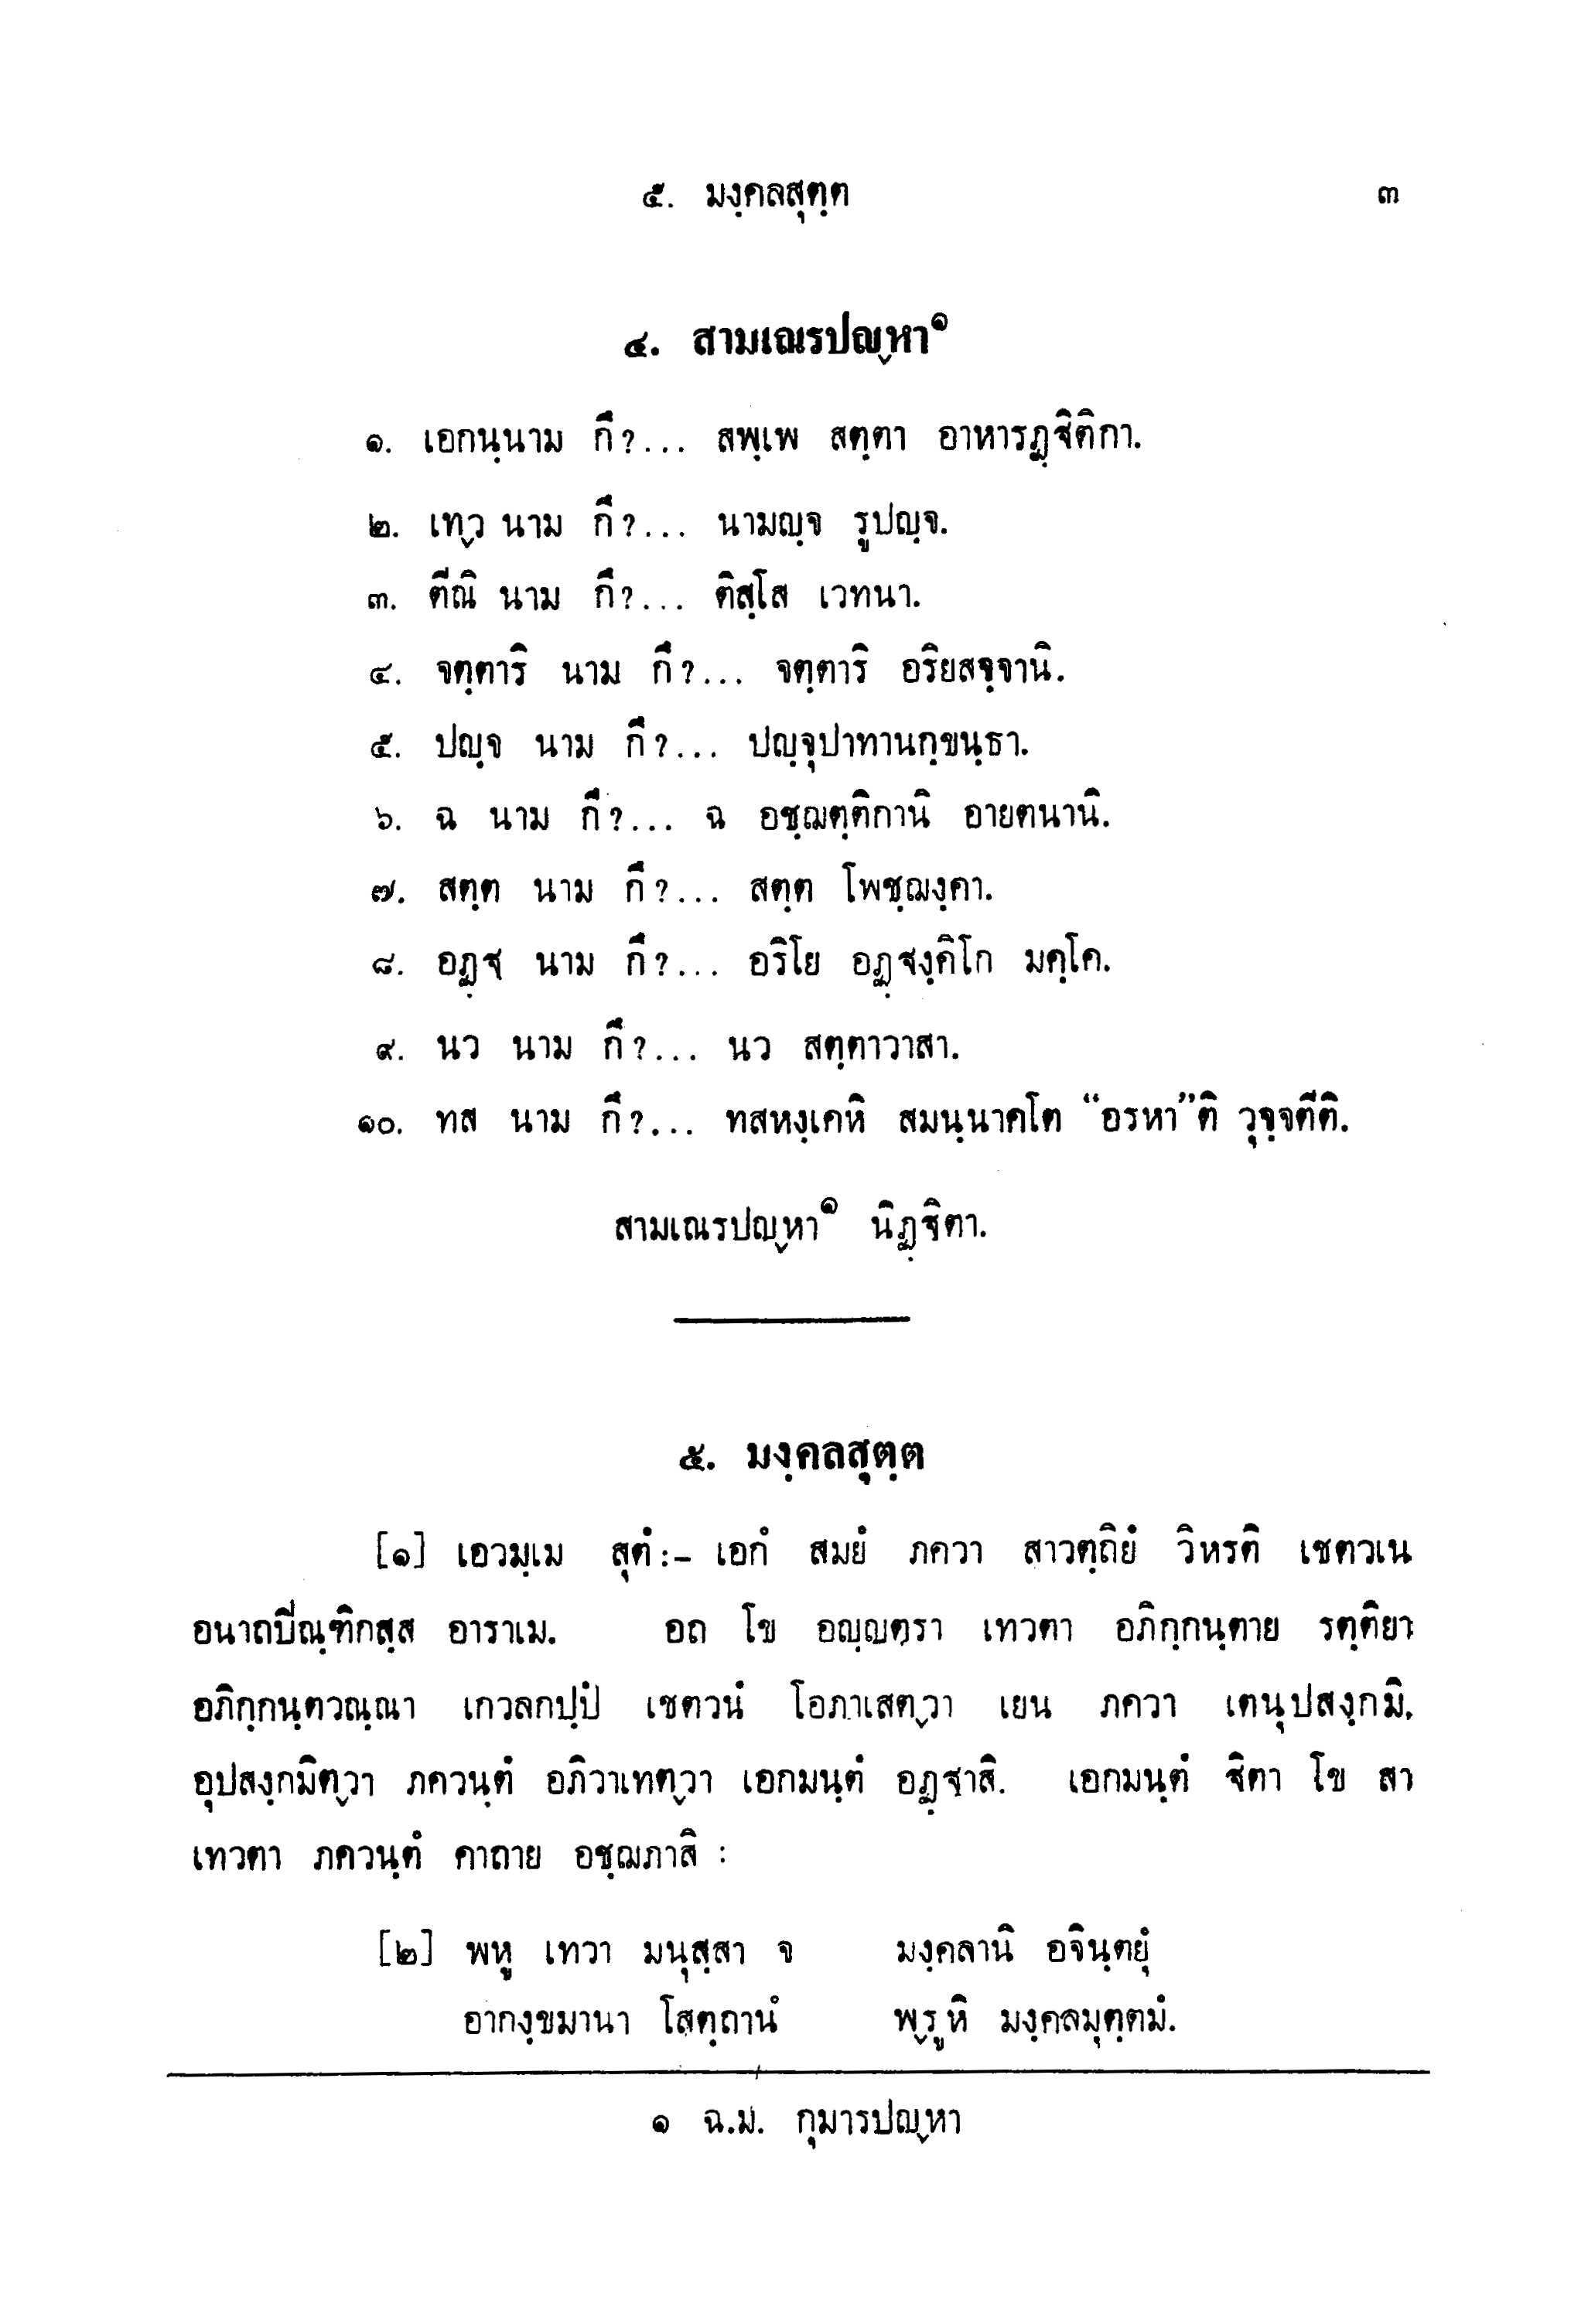 ๕. มงฺคลสุตฺต ๓
๔. สามเณรปญฺหา๑
๑. เอกนฺนาม กึ?... สพฺเพ สตฺตา อาหารฏฺฐิติกา.
๒. เทฺว นาม กึ?... นามญฺจ รูปญฺจ.
๓. ตีณิ นาม กึ?... ติสฺโส เวทนา.
๔. จตฺตาริ นาม กึ?... จตฺตาริ อริยสจฺจานิ.
๕. ปญฺจ นาม กึ?... ปญฺจุปาทานกฺขนฺธา.
๖. ฉ นาม กึ?... ฉ อชฺฌตฺติกานิ อายตนานิ.
๗. สตฺต นาม กึ?... สตฺต โพชฺฌงฺคา.
๘. อฏฺฐ นาม กึ?... อริโย อฏฺฐงฺคิโก มคฺโค.
๙. นว นาม กึ?... นว สตฺตาวาสา.
๑๐. ทส นาม กึ?... ทสหงฺเคหิ สมนฺนาคโต “อรหา”ติ วุจฺจตีติ.
สามเณรปญฺหา๑ นิฏฺฐิตา.
๕. มงฺคลสุตฺต
[๑] เอวมฺเม สุตํ:- เอกํ สมยํ ภควา สาวตฺถิยํ วิหรติ เชตวเน
อนาถบิณฺฑิกสฺส อาราเม. อถ โข อญฺญตรา เทวตา อภิกฺกนฺตาย รตฺติยา
อภิกฺกนฺตวณฺณา เกวลกปฺปํ เชตวนํ โอภาเสตฺวา เยน ภควา เตนุปสงฺกมิ,
อุปสงฺกมิตฺวา ภควนฺตํ อภิวาเทตฺวา เอกมนฺตํ อฏฺฐาสิ. เอกมนฺตํ ฐิตา โข สา
เทวตา ภควนฺตํ คาถาย อชฺฌภาสิ :
[๒] พหู เทวา มนุสฺสา จ มงฺคลานิ อจินฺตยุํ
อากงฺขมานา โสตฺถานํ พฺรูหิ มงฺคลมุตฺตมํ.
๑ ฉ.ม. กุมารปญฺหา